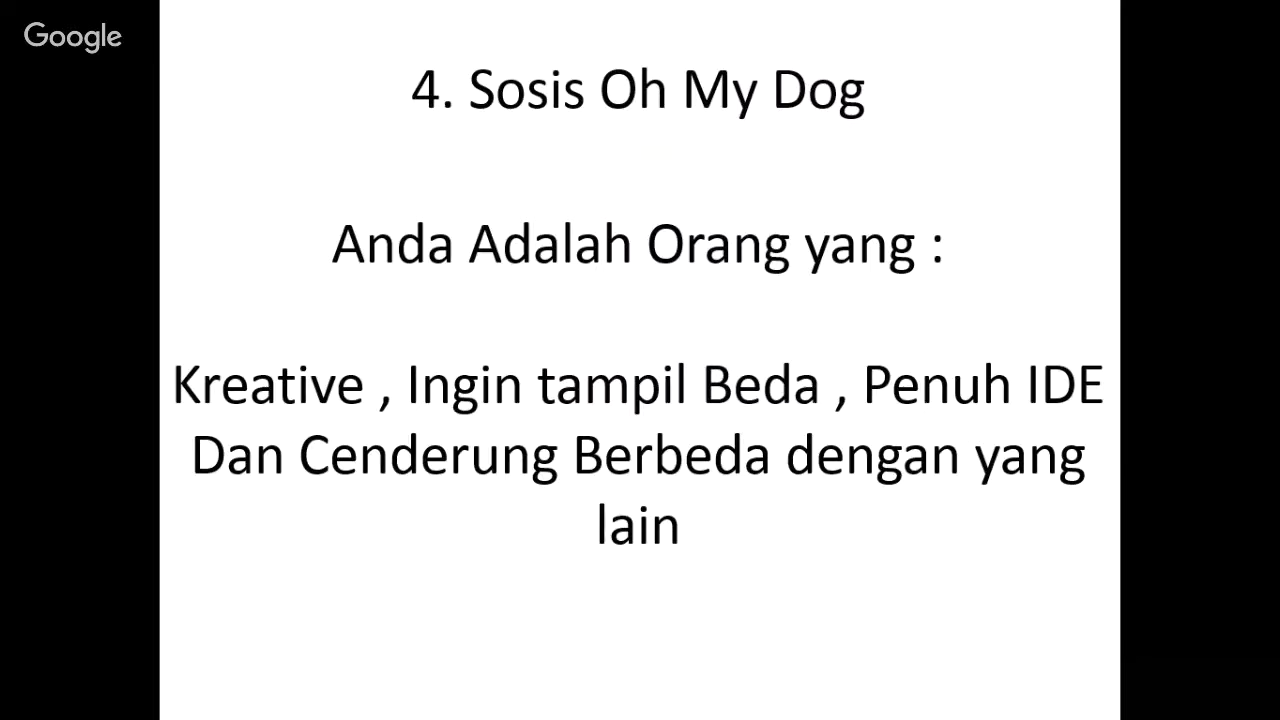 Google
4. Sosis Oh My Dog
Anda Adalah Orang yang :
Kreative , Ingin tampil Beda , Penuh IDE
Dan Cenderung Berbeda dengan yang
lain